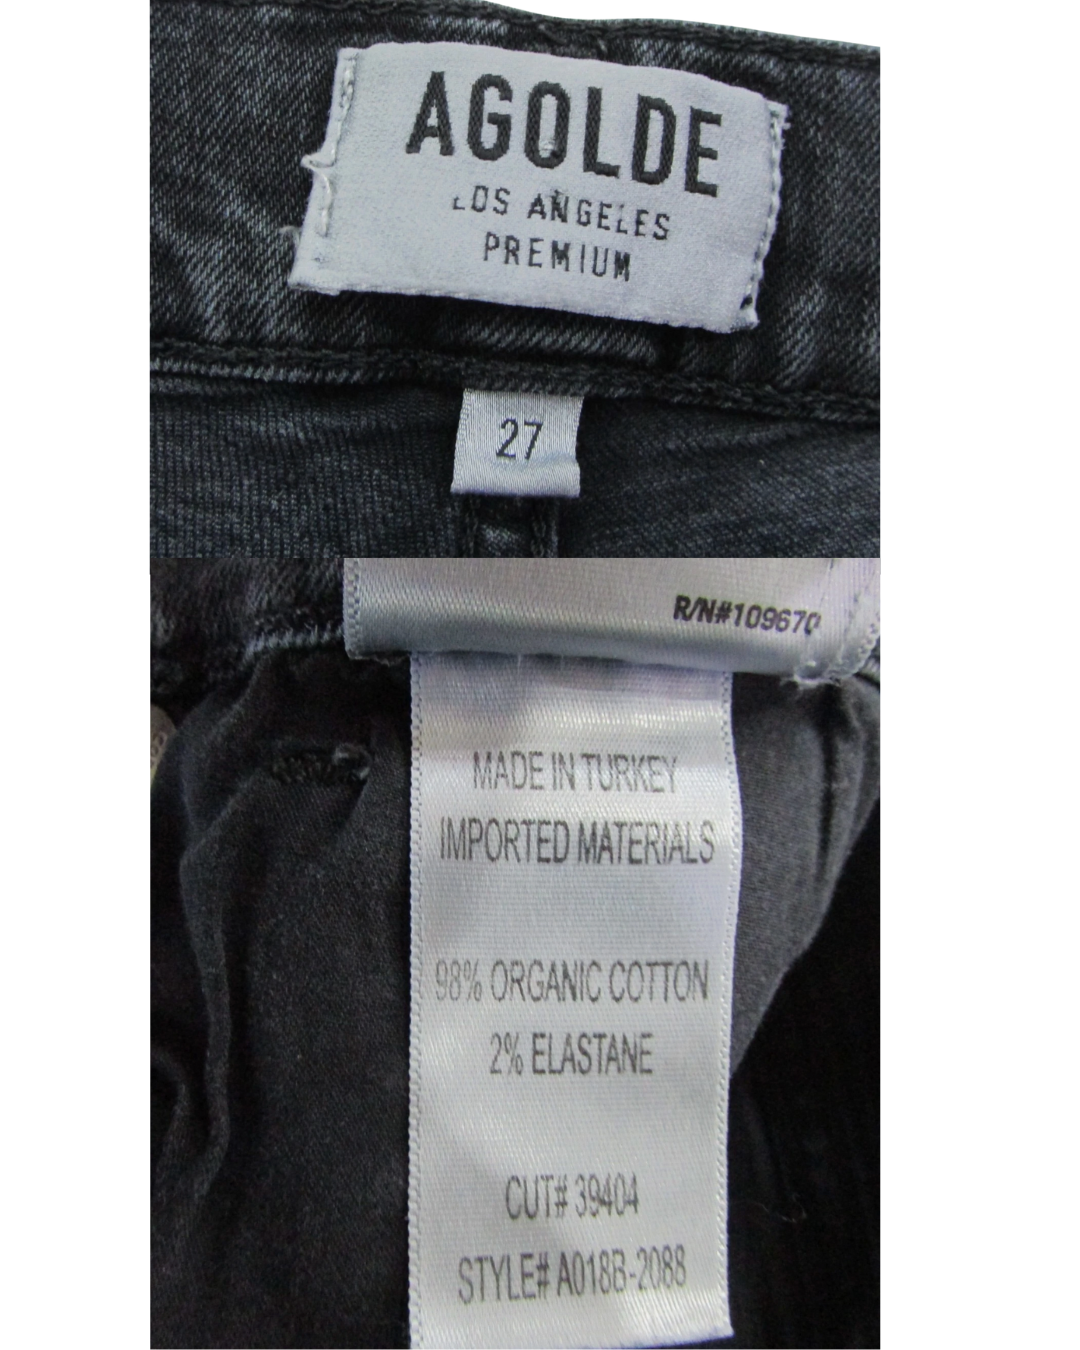 AGOLDE
LOS ANGELES
PREMIUM
27
R/N#109670
MADE IN TURKEY
IMPORTED MATERIALS
98% ORGANIC COTTON
2% ELASTANE
CUT# 39404
STYLE# A018B-2088